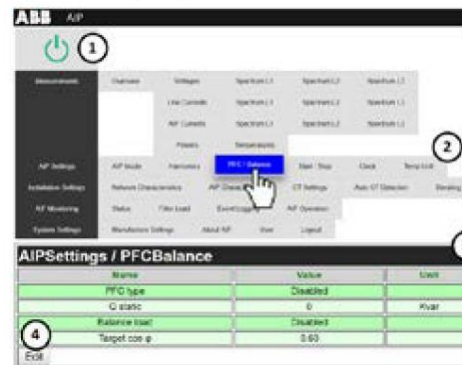 ABB AIP
1
Measurements Overview Voltages Spectrum L1 Spectrum L2 Spectrum L3
Line Currents Spectrum L1 Spectrum L2 Spectrum L3
AIP Currents Spectrum L1 Spectrum L2 Spectrum L3
Powers Temperatures
2
AIP Settings AIP Mode Harmonics PFC / Balance Start / Stop Clock Temp Unit
Installation Settings Network Characteristics AIP CT Settings Auto CT Detection
AIP Monitoring Status Filter Load Event Logging AIP Operation
System Settings Manufacture Settings About AIP User Logout
AIPSettings / PFCBalance
Name Value Unit
PFC type Disabled
Q static 0 Kvar
Balance load Disabled
4
Target cos φ 0.60
Edit